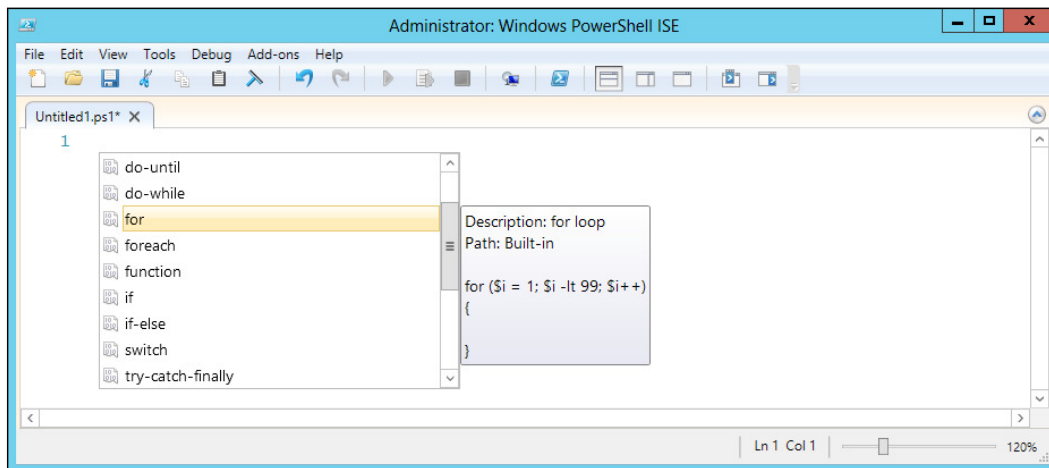 Administrator: Windows PowerShell ISE
File Edit View Tools Debug Add-ons Help
Untitled1.ps1* X
1
do-until
do-while
for
foreach
function
if
if-else
switch
try-catch-finally
Description: for loop
Path: Built-in
for ($i = 1; $i -lt 99; $i++)
{
}
Ln 1 Col 1
120%